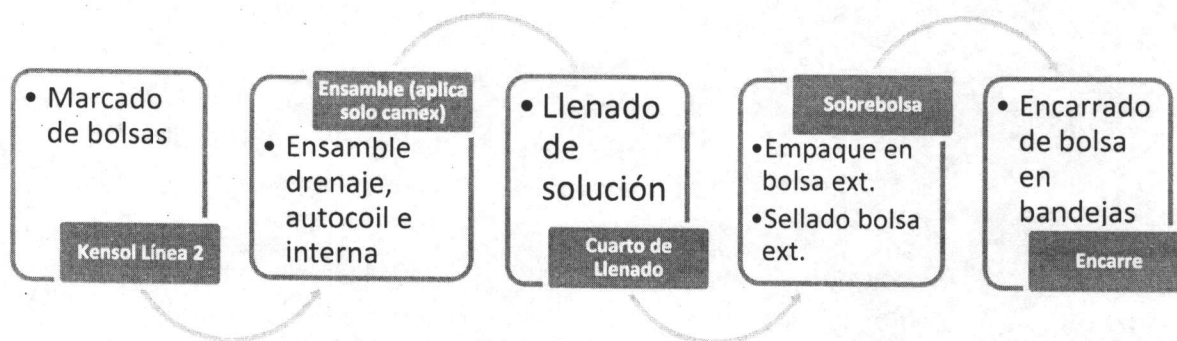 • Marcado
de bolsas
Kensol Línea 2
Ensamble (aplica
solo camex)
• Ensamble
drenaje,
autocoil e
interna
• Llenado
de
solución
Cuarto de
Llenado
Sobrebolsa
•Empaque en
bolsa ext.
•Sellado bolsa
ext.
• Encarrado
de bolsa
en
bandejas
Encarre